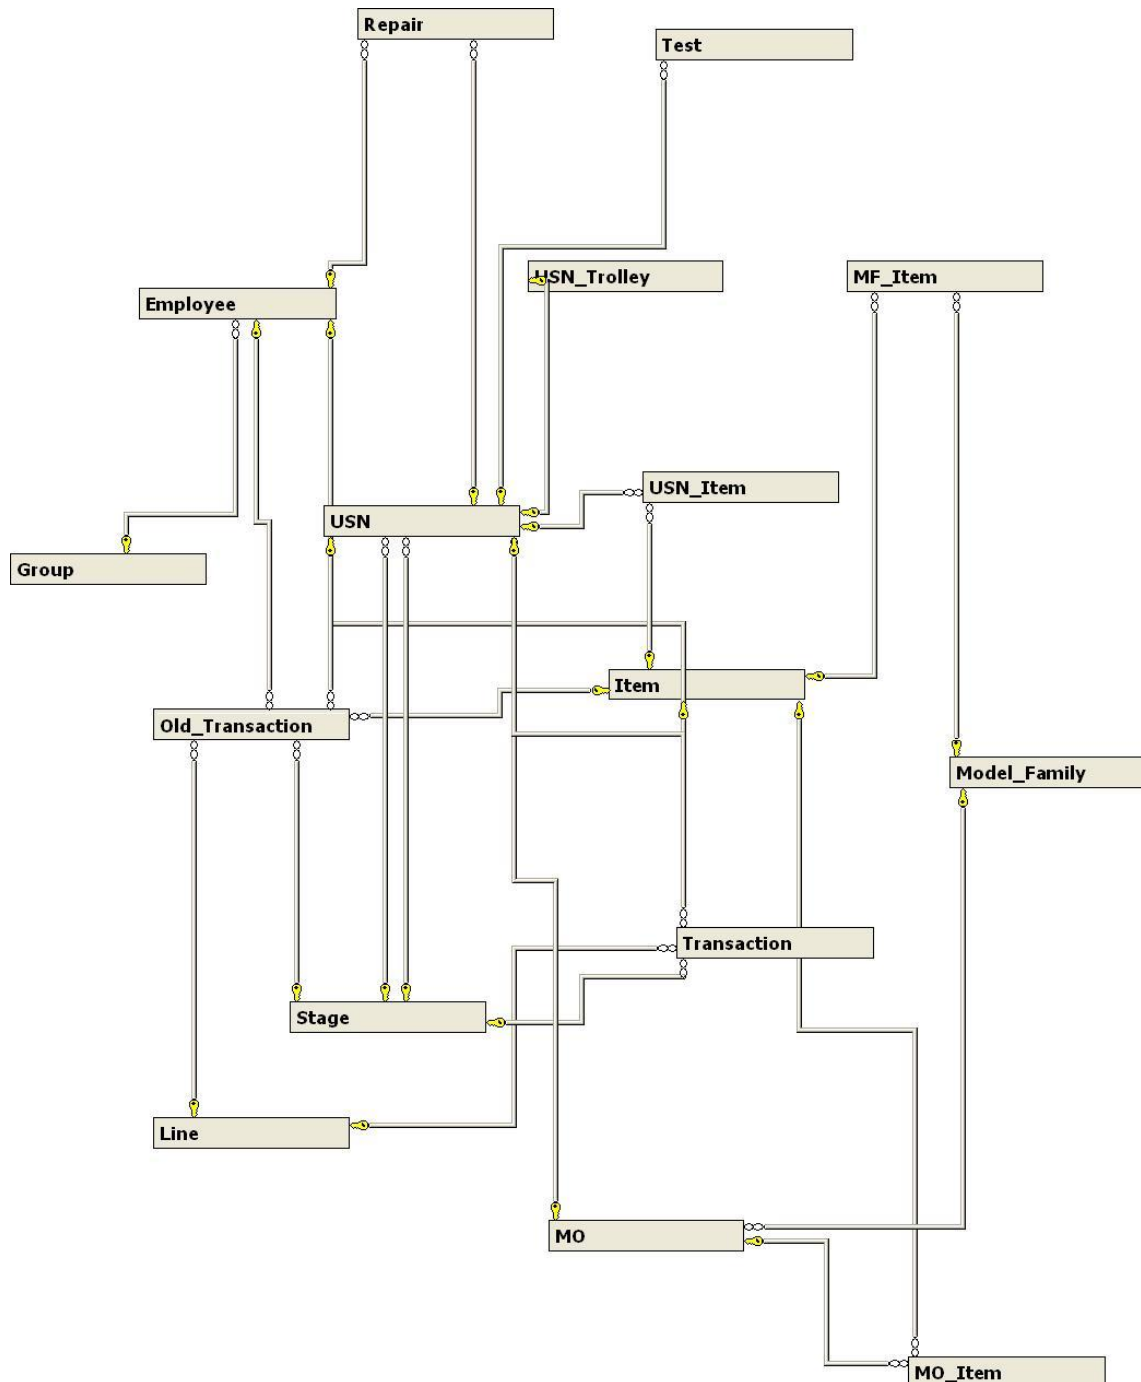 Repair
Test
USN_Trolley
MF_Item
Employee
USN_Item
USN
Group
Item
Old_Transaction
Model_Family
Transaction
Stage
Line
MO
MO_Item